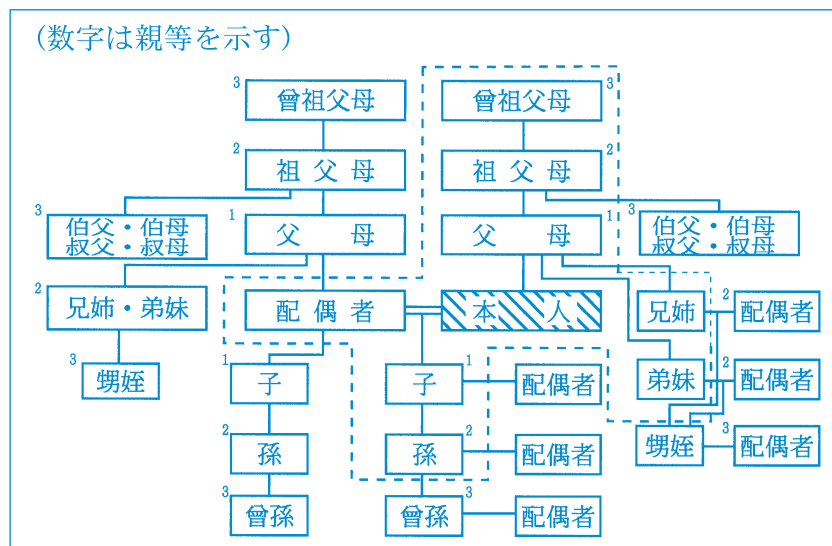 (数字は親等を示す)
3 曾祖父母
曾祖父母 3
2 祖父母
祖父母 2
3 伯父・伯母
叔父・叔母
1 父 母
父 母 1
3 伯父・伯母
叔父・叔母
2 兄姉・弟妹
配偶者
本 人
兄姉
2 配偶者
3 甥姪
1 子
子 1
配偶者
弟妹
2 配偶者
2 孫
孫 2
配偶者
甥姪
3 配偶者
3 曾孫
曾孫 3
配偶者